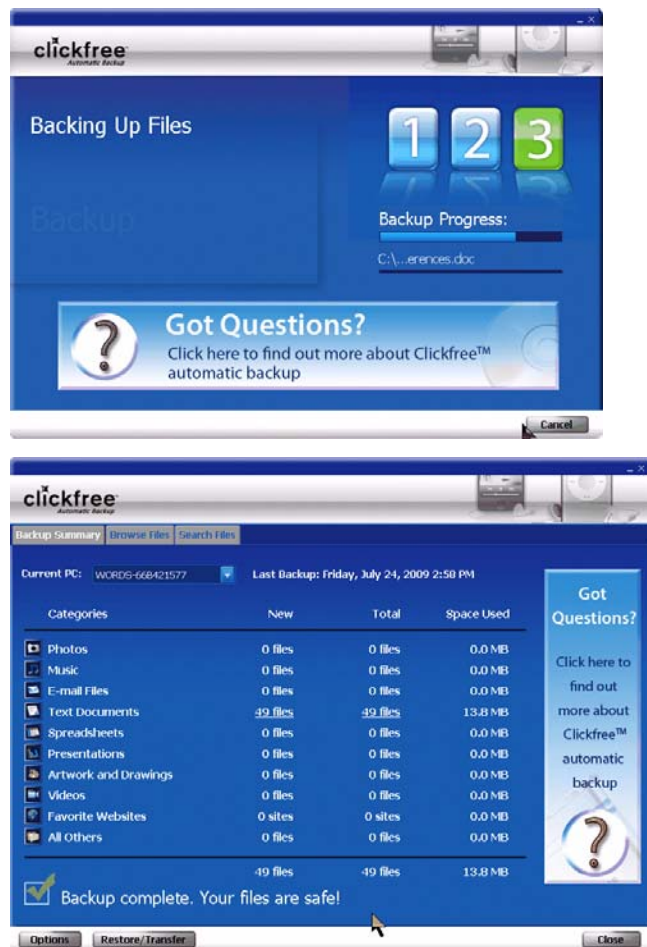 clickfree
Automatic Backup
Backing Up Files
1 2 3
Backup
Backup Progress:
C:\...erences.doc
Got Questions?
Click here to find out more about Clickfree™
automatic backup
Cancel
clickfree
Automatic Backup
Backup Summary Browse Files Search Files
Current PC: WORDS-668421577 Last Backup: Friday, July 24, 2009 2:58 PM
Categories New Total Space Used
Photos 0 files 0 files 0.0 MB
Music 0 files 0 files 0.0 MB
E-mail Files 0 files 0 files 0.0 MB
Text Documents 49 files 49 files 13.8 MB
Spreadsheets 0 files 0 files 0.0 MB
Presentations 0 files 0 files 0.0 MB
Artwork and Drawings 0 files 0 files 0.0 MB
Videos 0 files 0 files 0.0 MB
Favorite Websites 0 sites 0 sites 0.0 MB
All Others 0 files 0 files 0.0 MB
49 files 49 files 13.8 MB
Backup complete. Your files are safe!
Got
Questions?
Click here to
find out
more about
Clickfree™
automatic
backup
Options Restore/Transfer Close